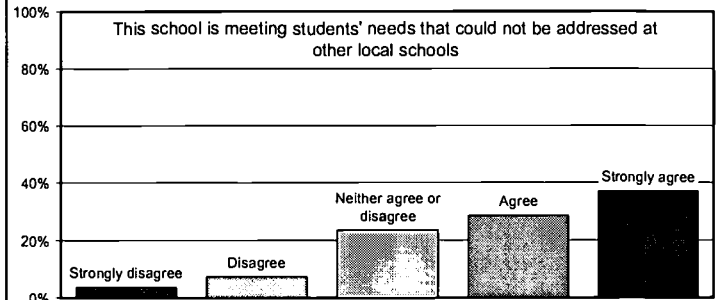 100%
This school is meeting students' needs that could not be addressed at
other local schools
80%
60%
40%
20%
0%
Strongly disagree
Disagree
Neither agree or
disagree
Agree
Strongly agree